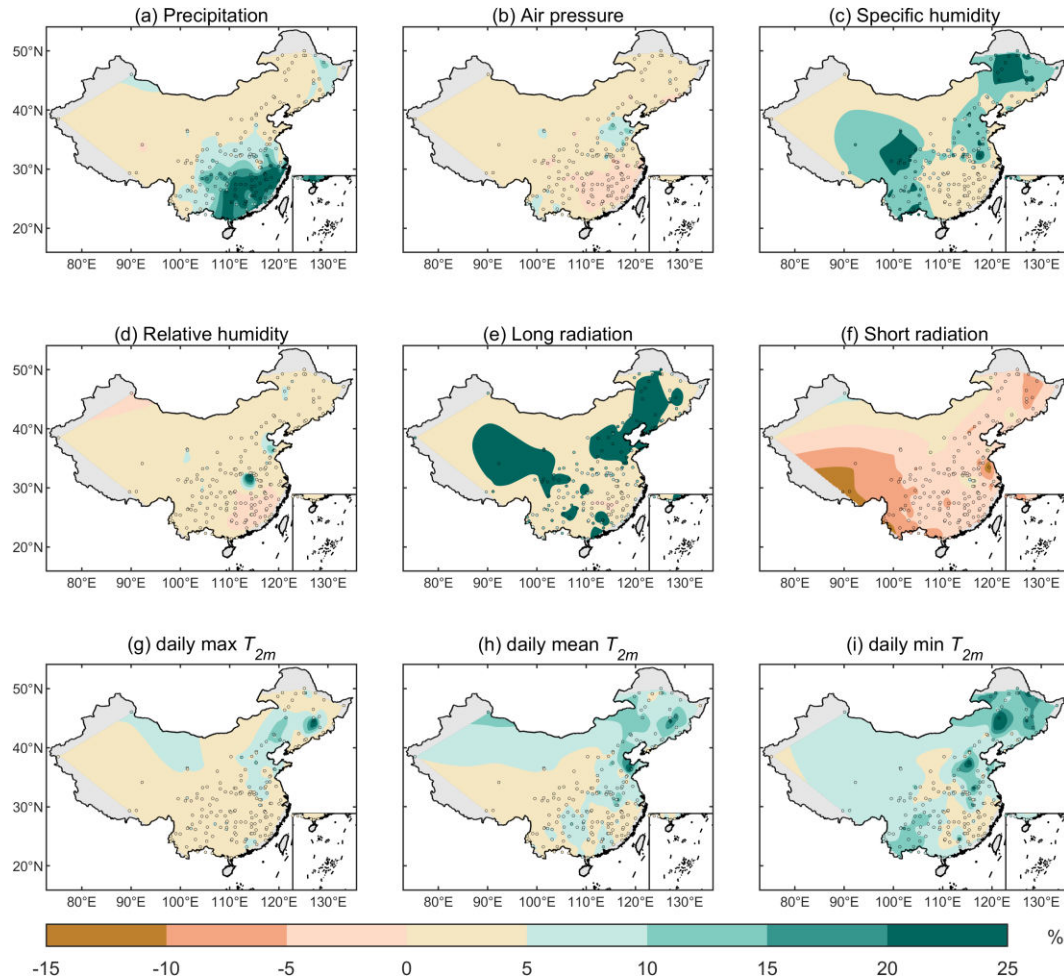 (a) Precipitation
(b) Air pressure
(c) Specific humidity
50°N
40°N
30°N
20°N
80°E 90°E 100°E 110°E 120°E 130°E
80°E 90°E 100°E 110°E 120°E 130°E
80°E 90°E 100°E 110°E 120°E 130°E
(d) Relative humidity
(e) Long radiation
(f) Short radiation
50°N
40°N
30°N
20°N
80°E 90°E 100°E 110°E 120°E 130°E
80°E 90°E 100°E 110°E 120°E 130°E
80°E 90°E 100°E 110°E 120°E 130°E
(g) daily max T2m
(h) daily mean T2m
(i) daily min T2m
50°N
40°N
30°N
20°N
80°E 90°E 100°E 110°E 120°E 130°E
80°E 90°E 100°E 110°E 120°E 130°E
80°E 90°E 100°E 110°E 120°E 130°E
%
-15 -10 -5 0 5 10 15 20 25